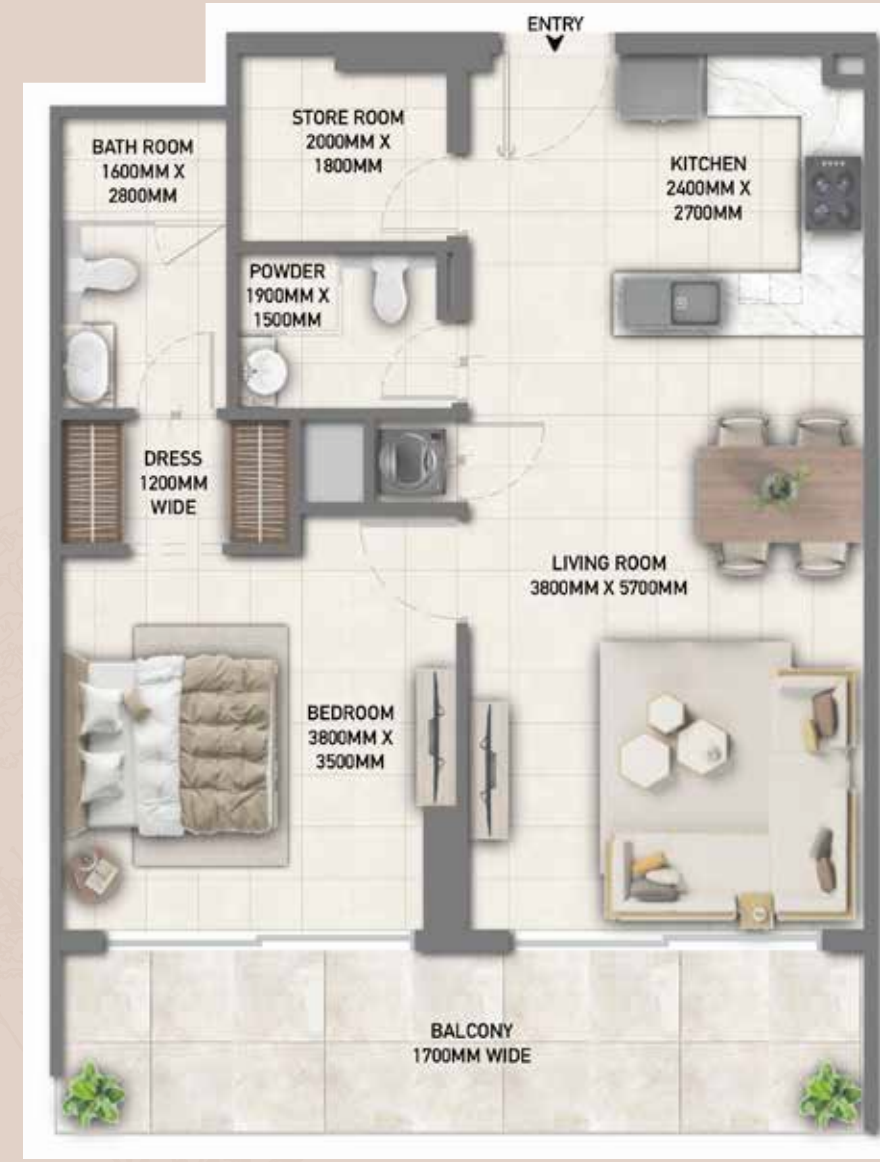 ENTRY
STORE ROOM
2000MM X
1800MM
BATH ROOM
1600MM X
2800MM
KITCHEN
2400MM X
2700MM
POWDER
1900MM X
1500MM
DRESS
1200MM
WIDE
LIVING ROOM
3800MM X 5700MM
BEDROOM
3800MM X
3500MM
BALCONY
1700MM WIDE